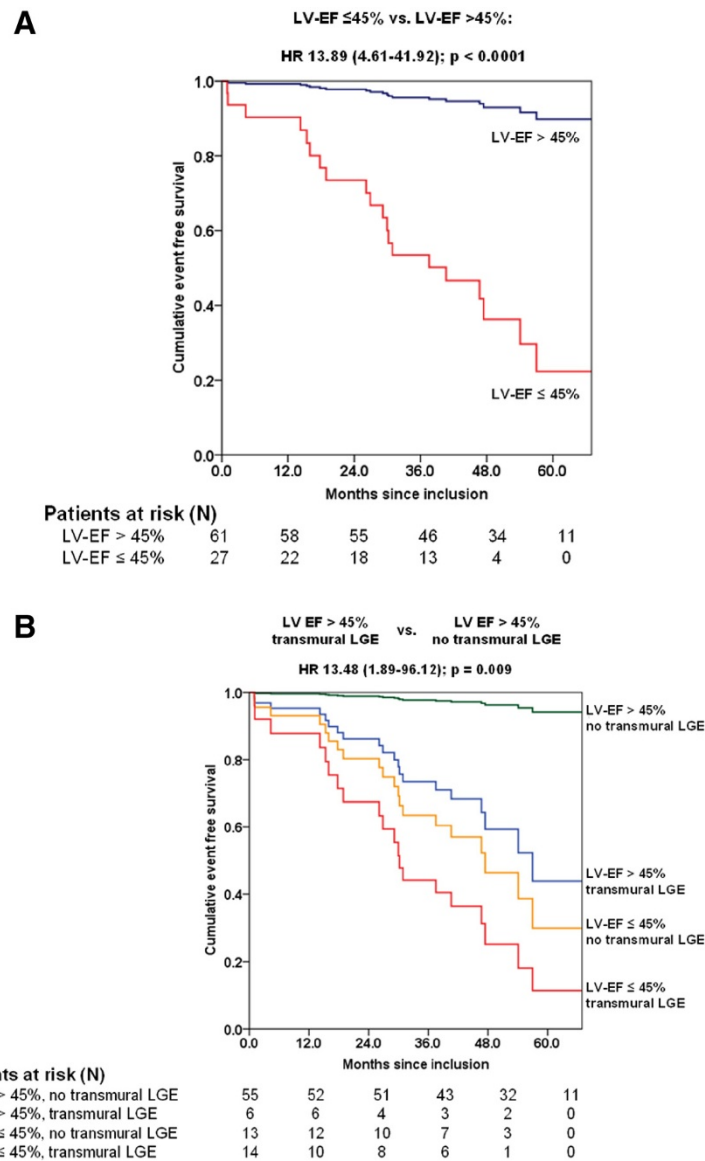 A
LV-EF ≤45% vs. LV-EF >45%:
HR 13.89 (4.61-41.92); p < 0.0001
Cumulative event free survival
1.0
0.8
0.6
0.4
0.2
0.0
LV-EF > 45%
LV-EF ≤ 45%
0.0 12.0 24.0 36.0 48.0 60.0
Months since inclusion
Patients at risk (N)
LV-EF > 45% 61 58 55 46 34 11
LV-EF ≤ 45% 27 22 18 13 4 0
B
LV EF > 45% vs. LV EF > 45%
transmural LGE no transmural LGE
HR 13.48 (1.89-96.12); p = 0.009
Cumulative event free survival
1.0
0.8
0.6
0.4
0.2
0.0
LV-EF > 45%
no transmural LGE
LV-EF > 45%
transmural LGE
LV-EF ≤ 45%
no transmural LGE
LV-EF ≤ 45%
transmural LGE
0.0 12.0 24.0 36.0 48.0 60.0
Months since inclusion
nts at risk (N)
> 45%, no transmural LGE 55 52 51 43 32 11
> 45%, transmural LGE 6 6 4 3 2 0
≤ 45%, no transmural LGE 13 12 10 7 3 0
≤ 45%, transmural LGE 14 10 8 6 1 0